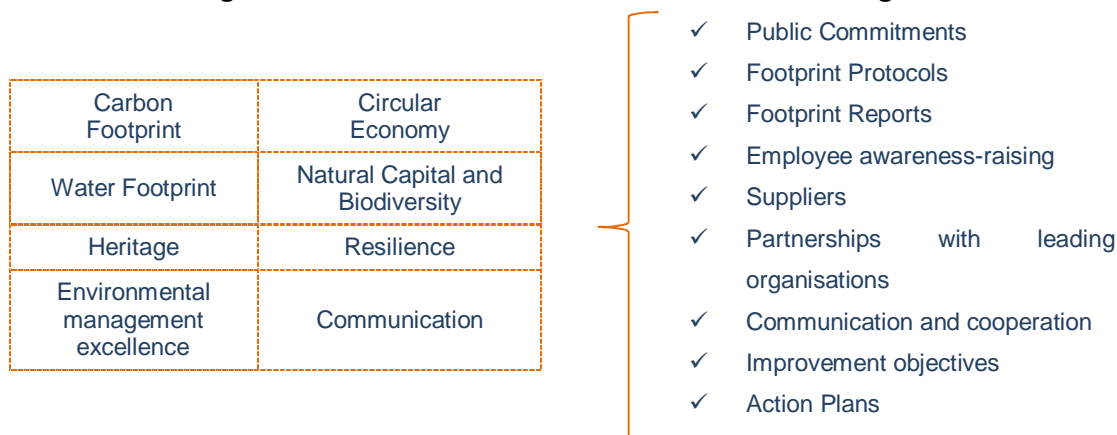 Carbon
Footprint
Circular
Economy
Water Footprint
Natural Capital and
Biodiversity
Heritage
Resilience
Environmental
management
excellence
Communication
✓ Public Commitments
✓ Footprint Protocols
✓ Footprint Reports
✓ Employee awareness-raising
✓ Suppliers
✓ Partnerships with leading
organisations
✓ Communication and cooperation
✓ Improvement objectives
✓ Action Plans